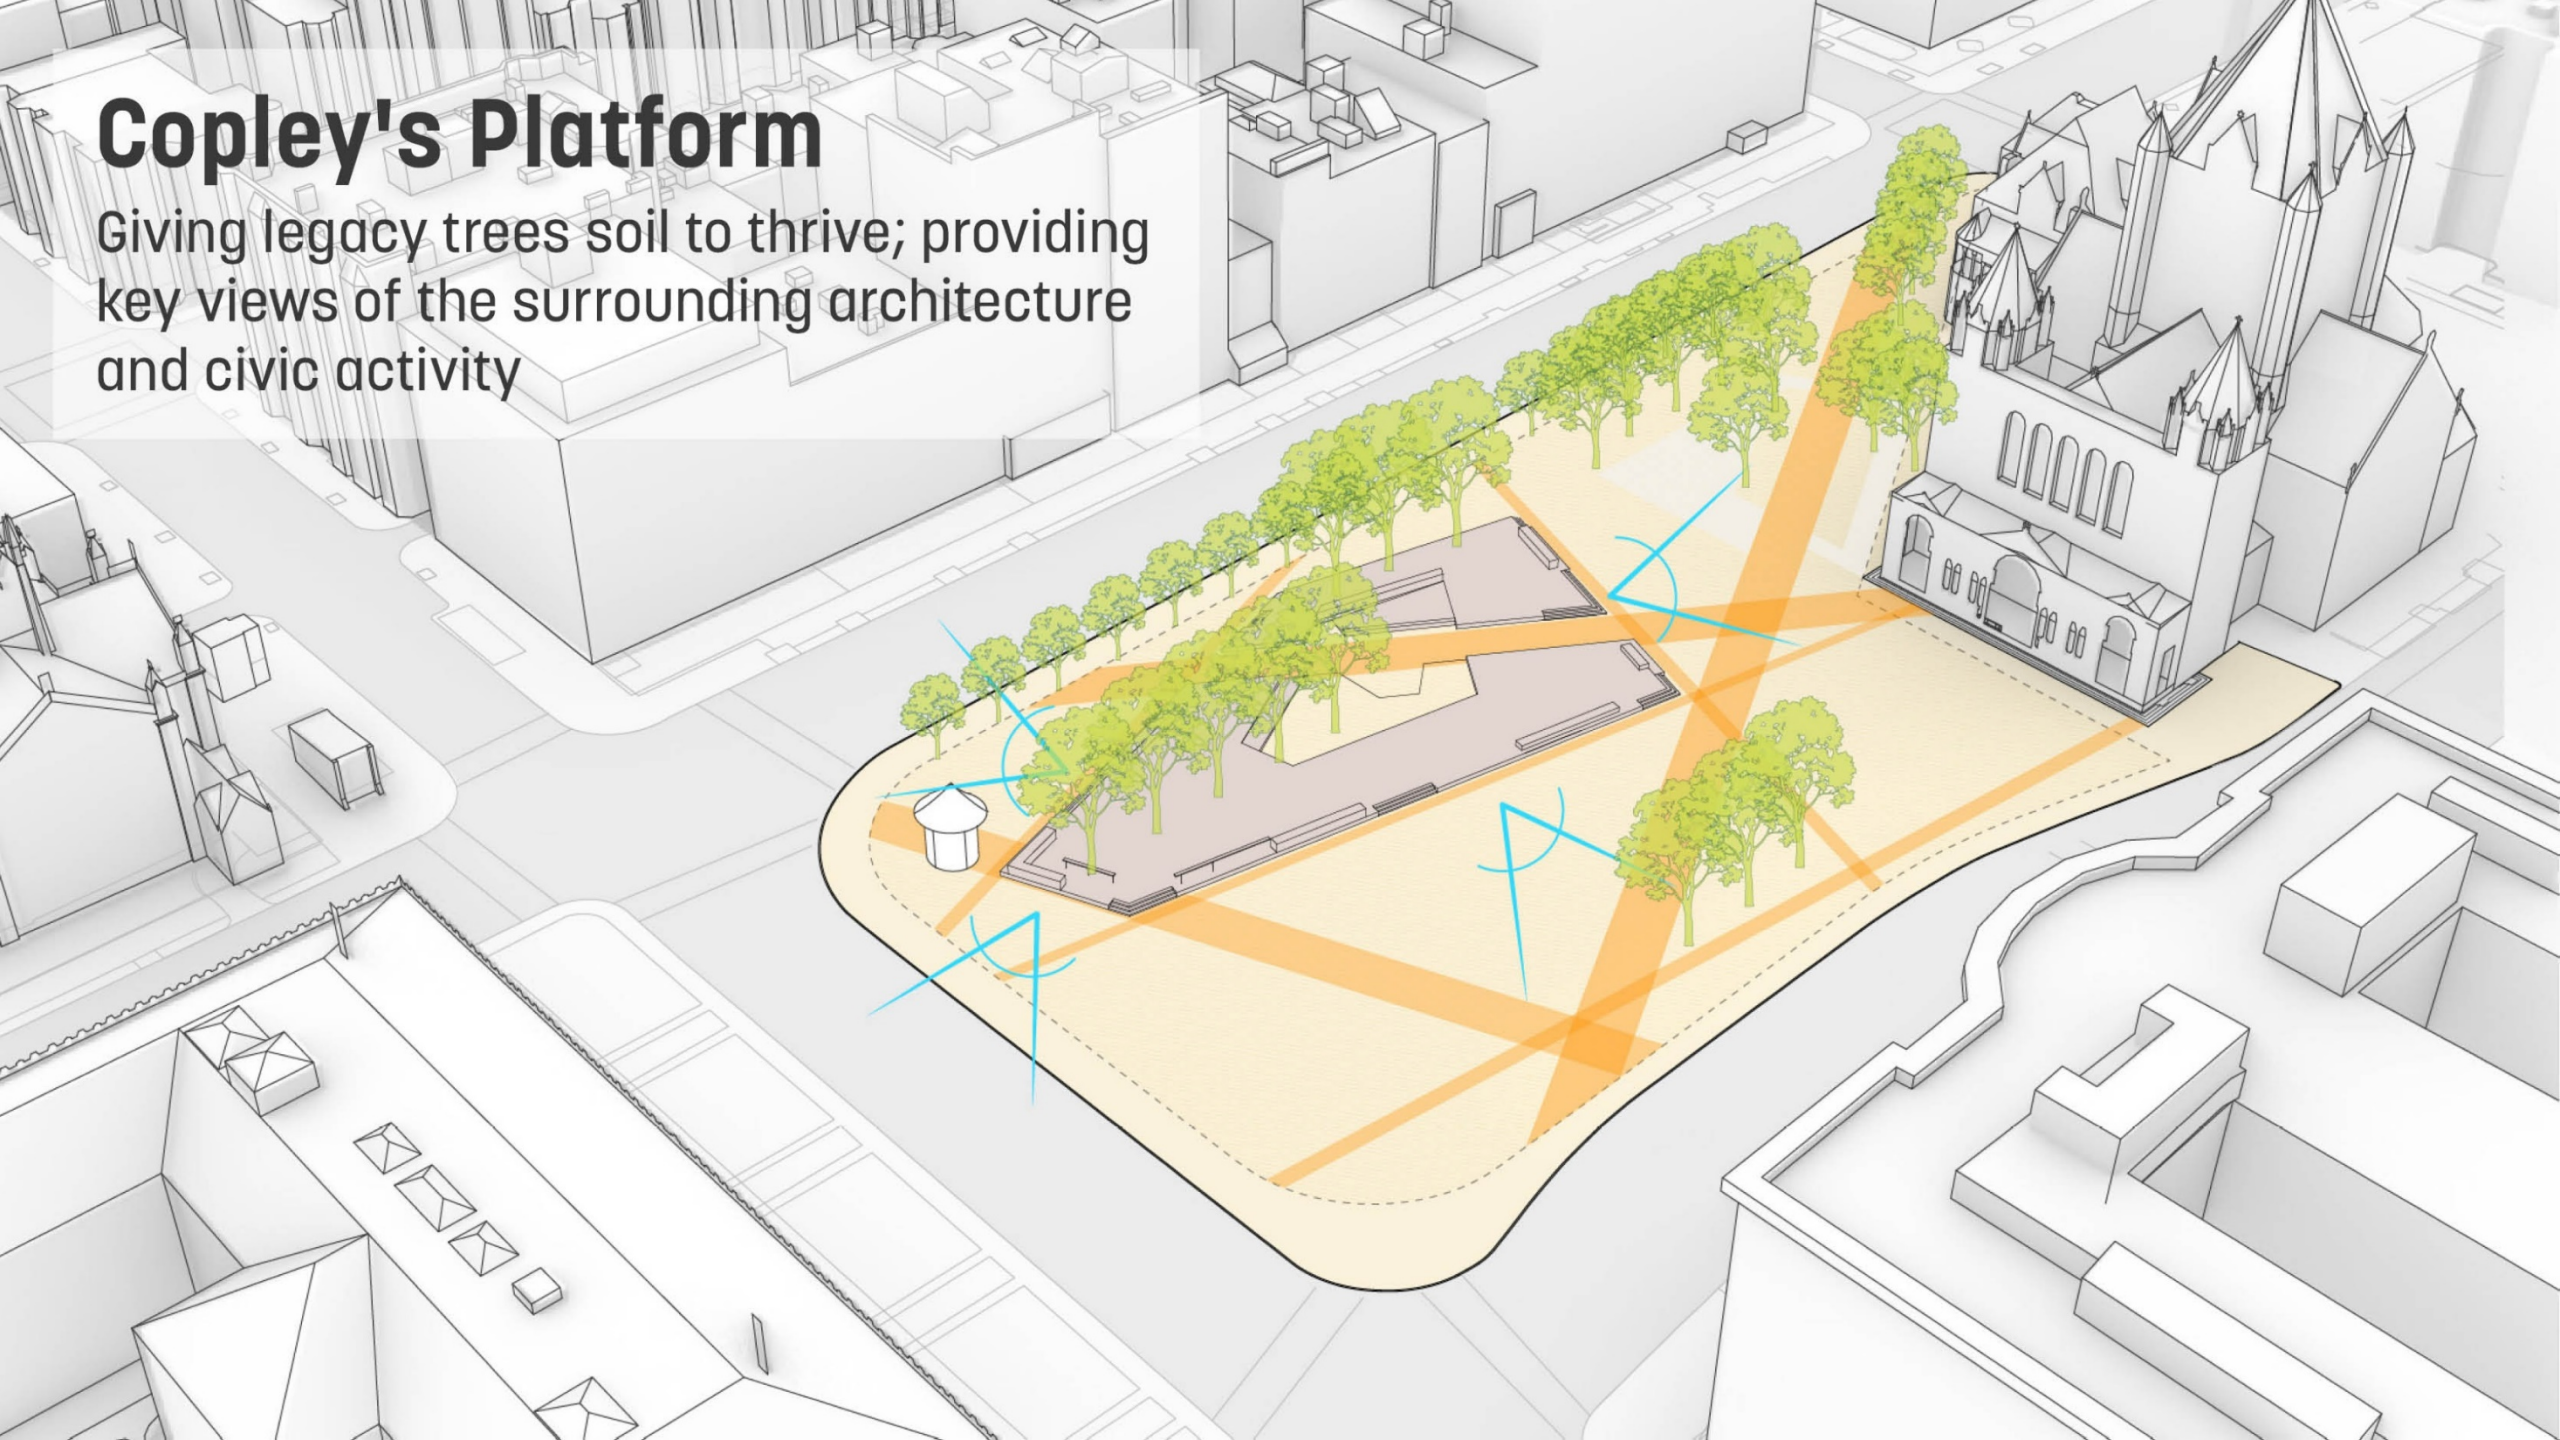 Copley's Platform
Giving legacy trees soil to thrive; providing
key views of the surrounding architecture
and civic activity